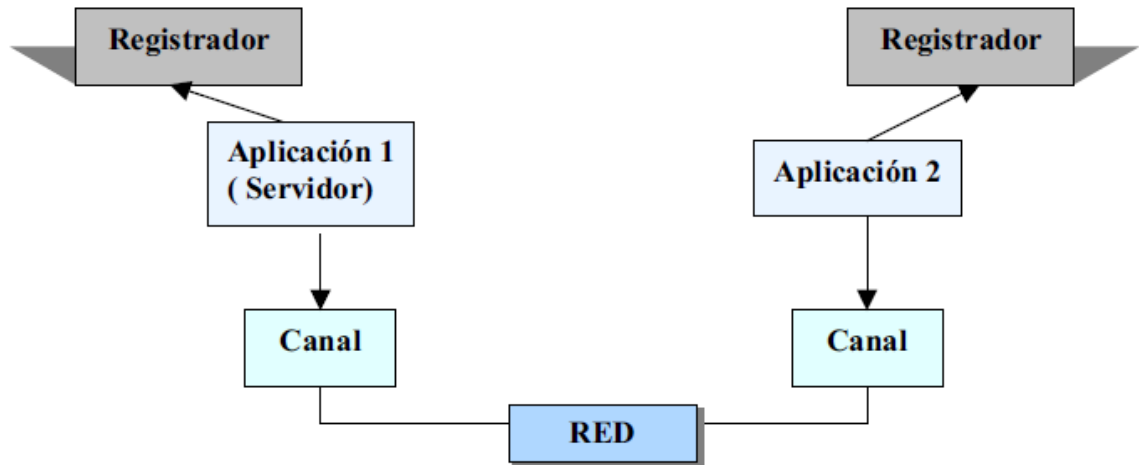 Registrador
Registrador
Aplicación 1
( Servidor)
Aplicación 2
Canal
Canal
RED